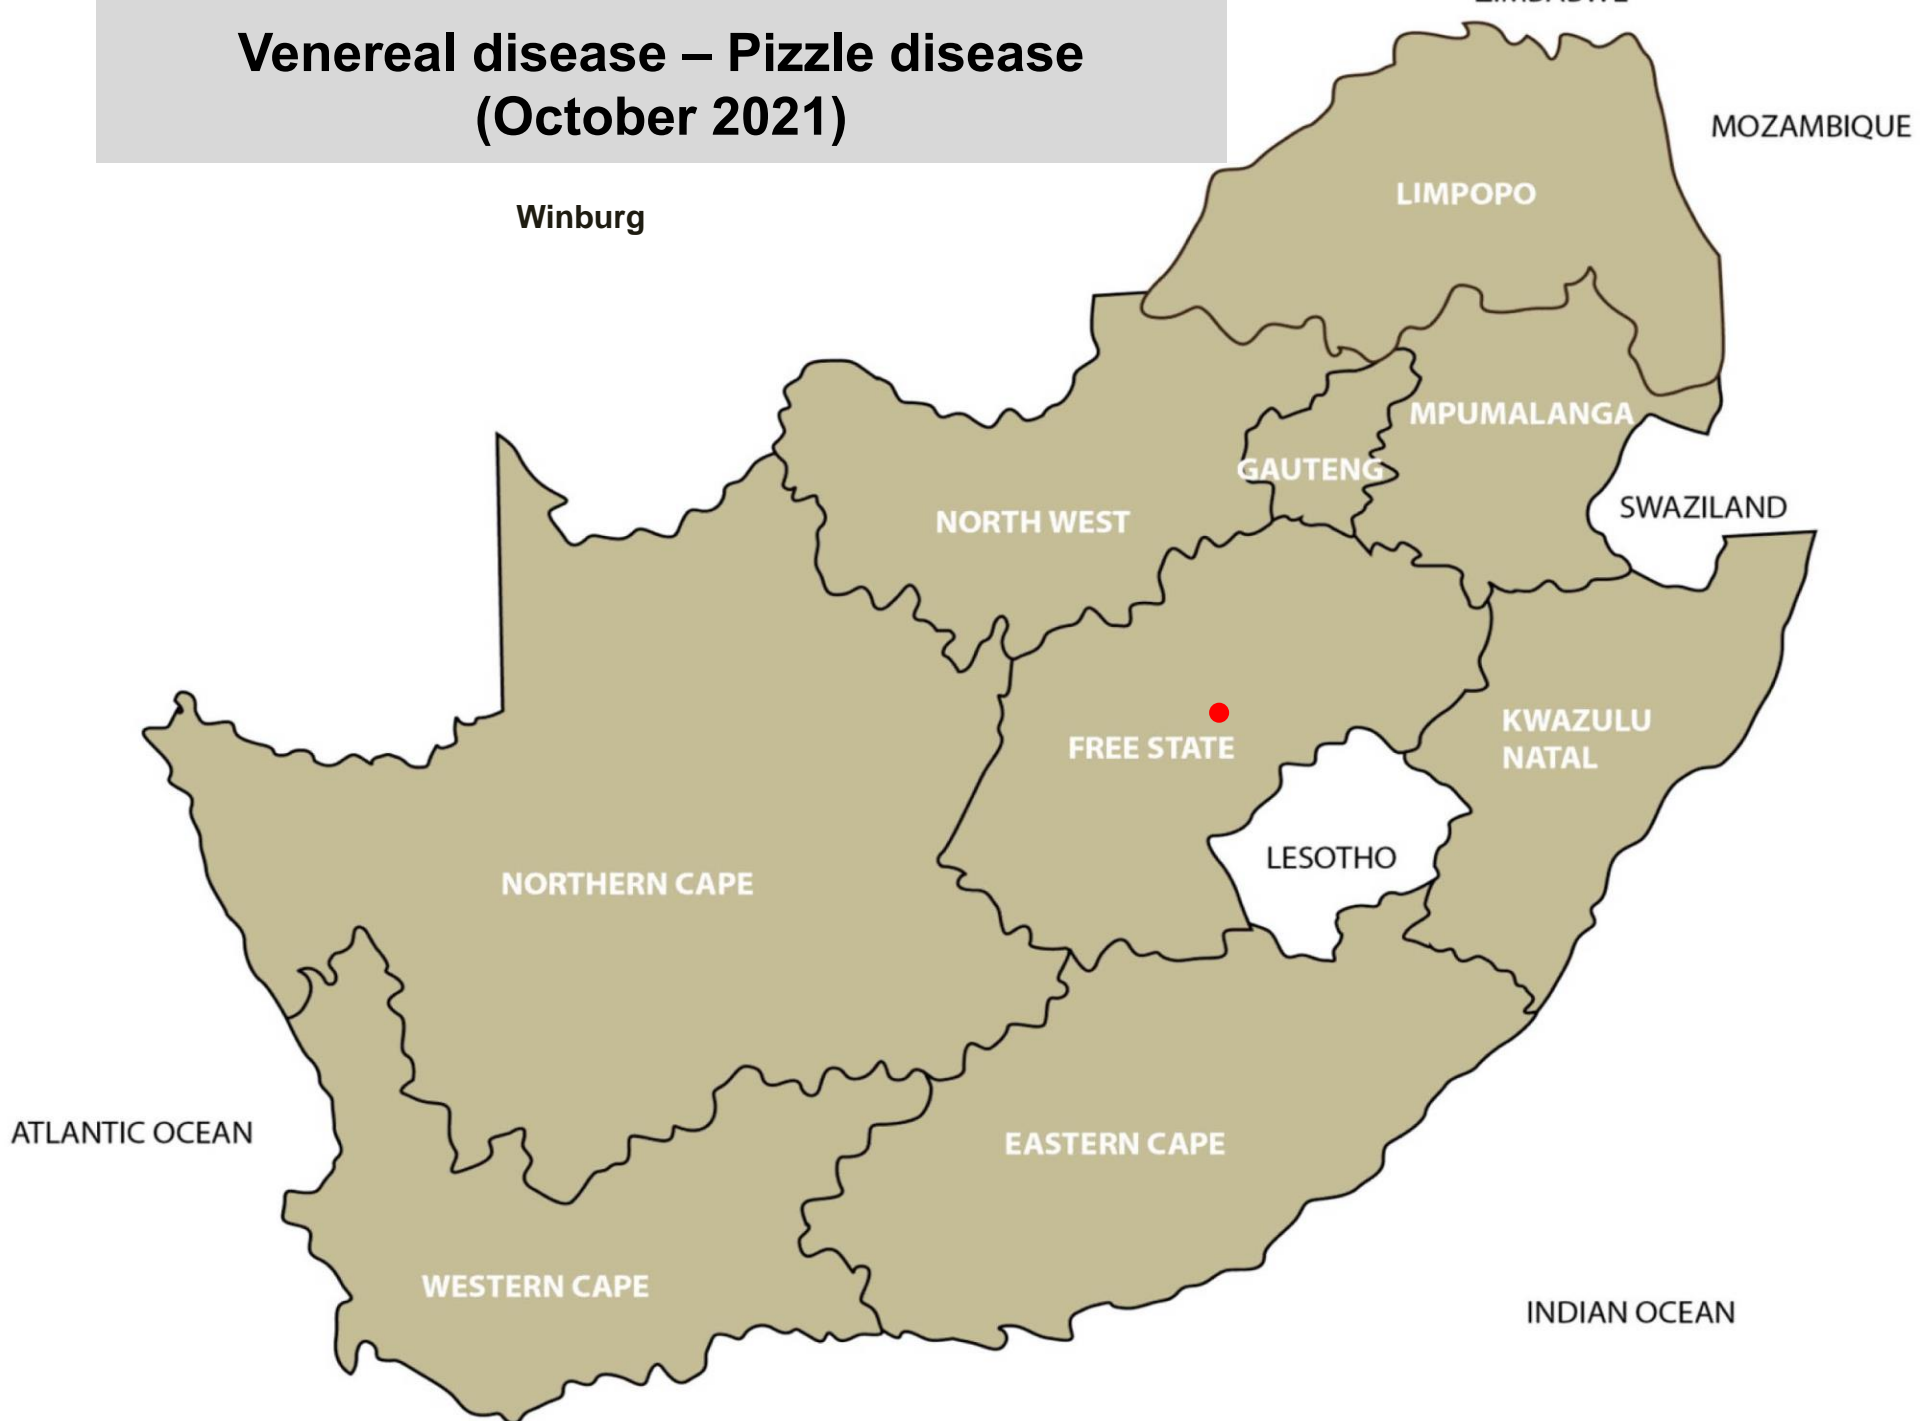 Venereal disease – Pizzle disease
(October 2021)
Winburg
MOZAMBIQUE
LIMPOPO
MPUMALANGA
GAUTENG
SWAZILAND
NORTH WEST
KWAZULU
NATAL
FREE STATE
LESOTHO
NORTHERN CAPE
ATLANTIC OCEAN
EASTERN CAPE
WESTERN CAPE
INDIAN OCEAN